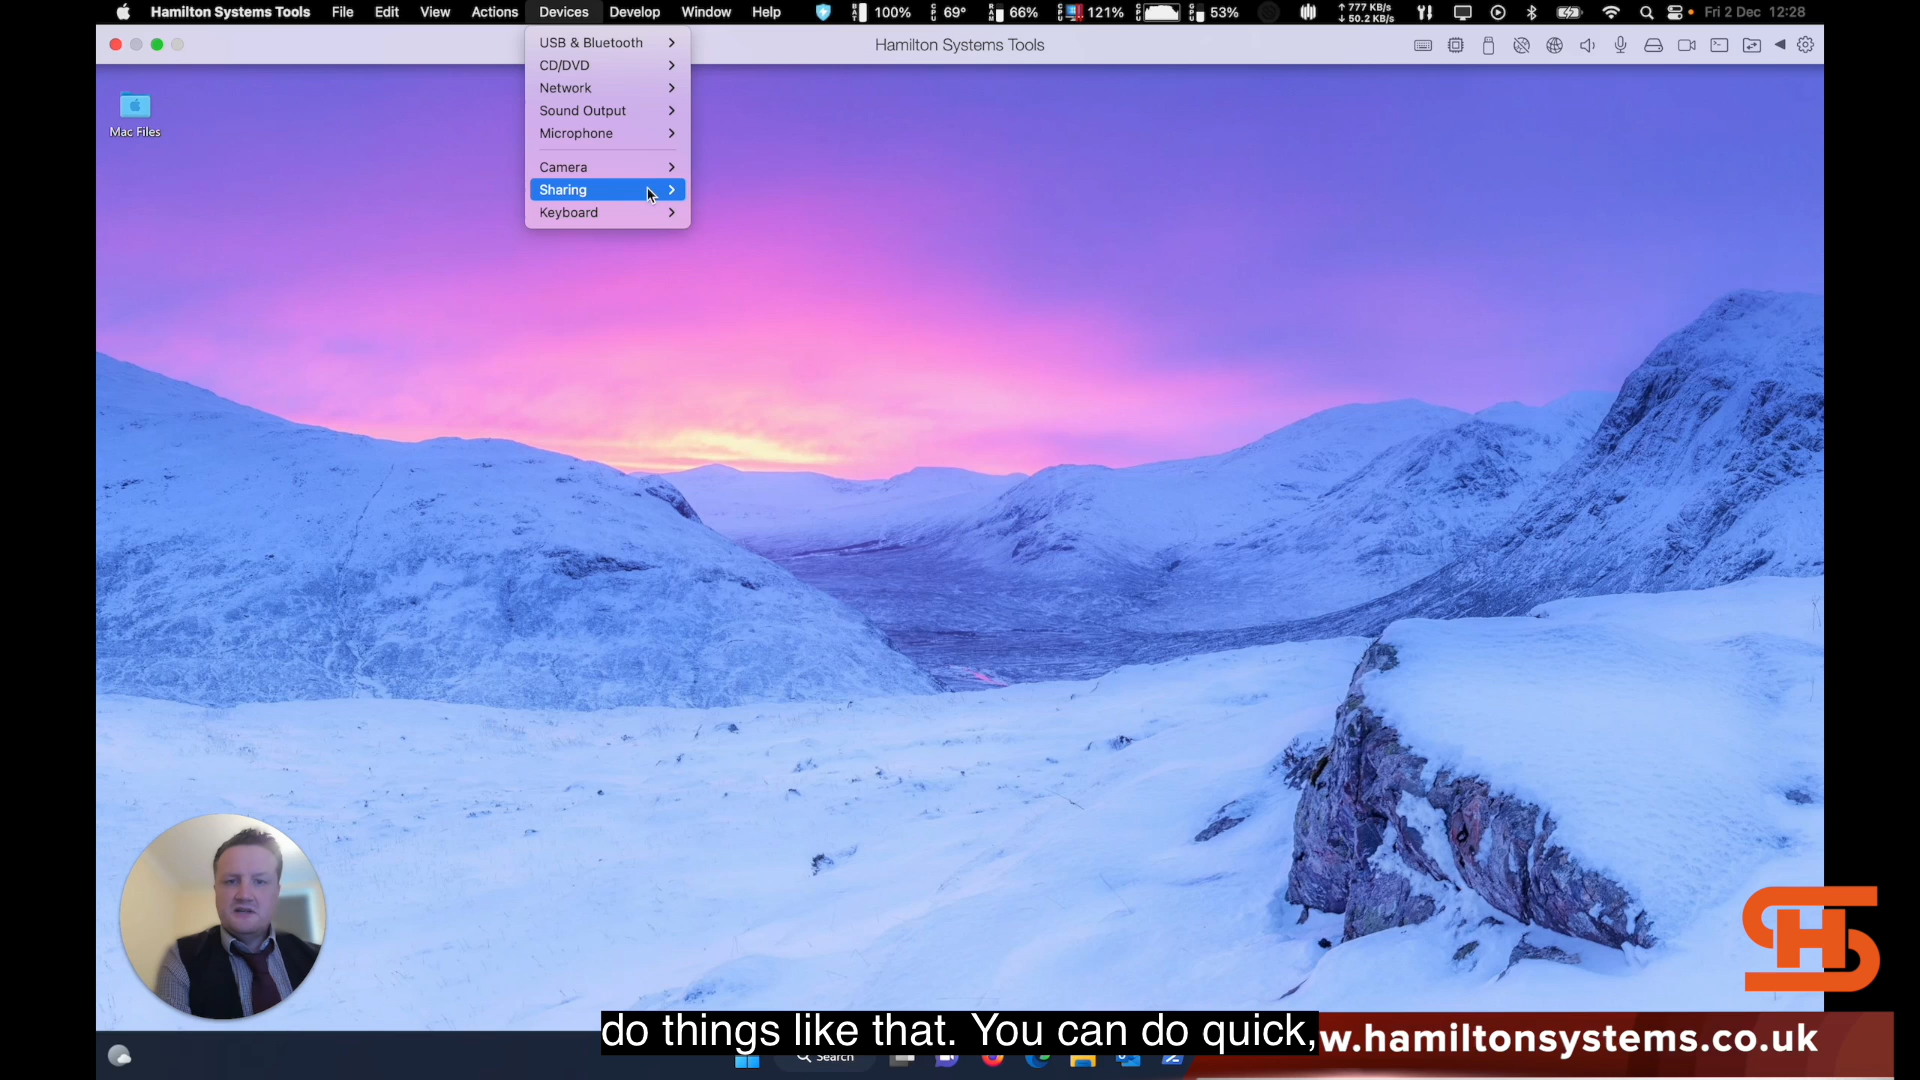 Hamilton Systems Tools File Edit View Actions Devices Develop Window Help 100% 69° 66% 121% 53% 777 KB/s Fri 2 Dec 12:28
50.2 KB/s
Hamilton Systems Tools
USB & Bluetooth
CD/DVD
Network
Sound Output
Microphone
Camera
Sharing
Keyboard
Mac Files
SH
do things like that. You can do quick,
w.hamiltonsystems.co.uk
Search